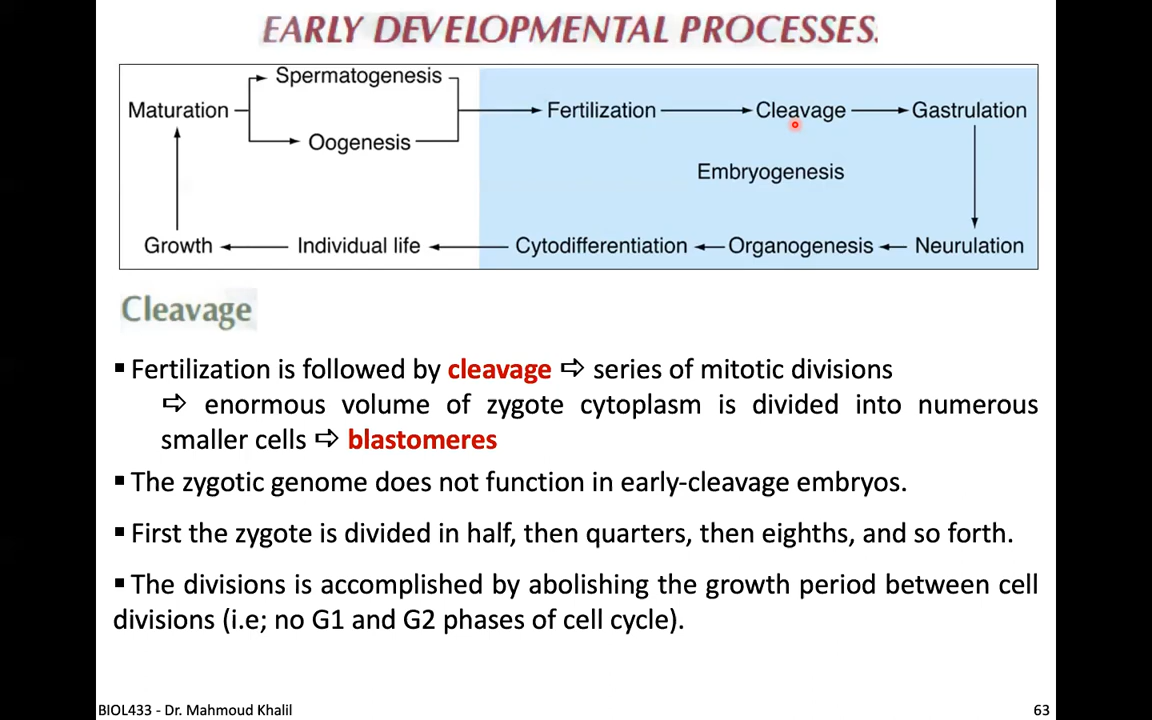 EARLY DEVELOPMENTAL PROCESSES.
Spermatogenesis
Maturation
Fertilization
Cleavage
Gastrulation
Oogenesis
Embryogenesis
Growth
Individual life
Cytodifferentiation
Organogenesis
Neurulation
Cleavage
▪ Fertilization is followed by cleavage ⇨ series of mitotic divisions
⇨ enormous volume of zygote cytoplasm is divided into numerous
smaller cells ⇨ blastomeres
▪ The zygotic genome does not function in early-cleavage embryos.
▪ First the zygote is divided in half, then quarters, then eighths, and so forth.
▪ The divisions is accomplished by abolishing the growth period between cell
divisions (i.e; no G1 and G2 phases of cell cycle).
BIOL433 - Dr. Mahmoud Khalil
63